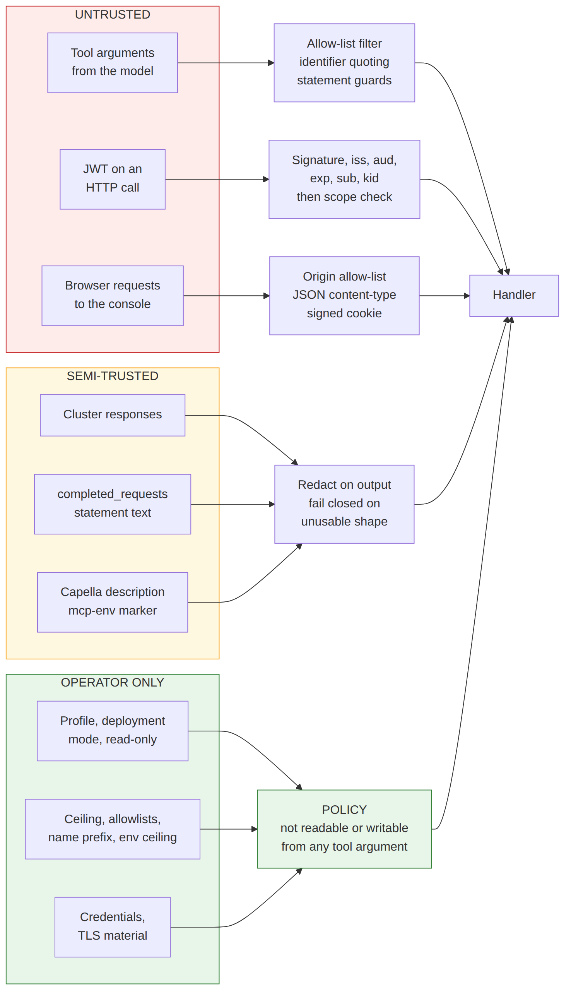 UNTRUSTED
Tool arguments
from the model
Allow-list filter
identifier quoting
statement guards
JWT on an
HTTP call
Signature, iss, aud,
exp, sub, kid
then scope check
Browser requests
to the console
Origin allow-list
JSON content-type
signed cookie
Handler
SEMI-TRUSTED
Cluster responses
completed_requests
statement text
Redact on output
fail closed on
unusable shape
Capella description
mcp-env marker
OPERATOR ONLY
Profile, deployment
mode, read-only
Ceiling, allowlists,
name prefix, env ceiling
POLICY
not readable or writable
from any tool argument
Credentials,
TLS material